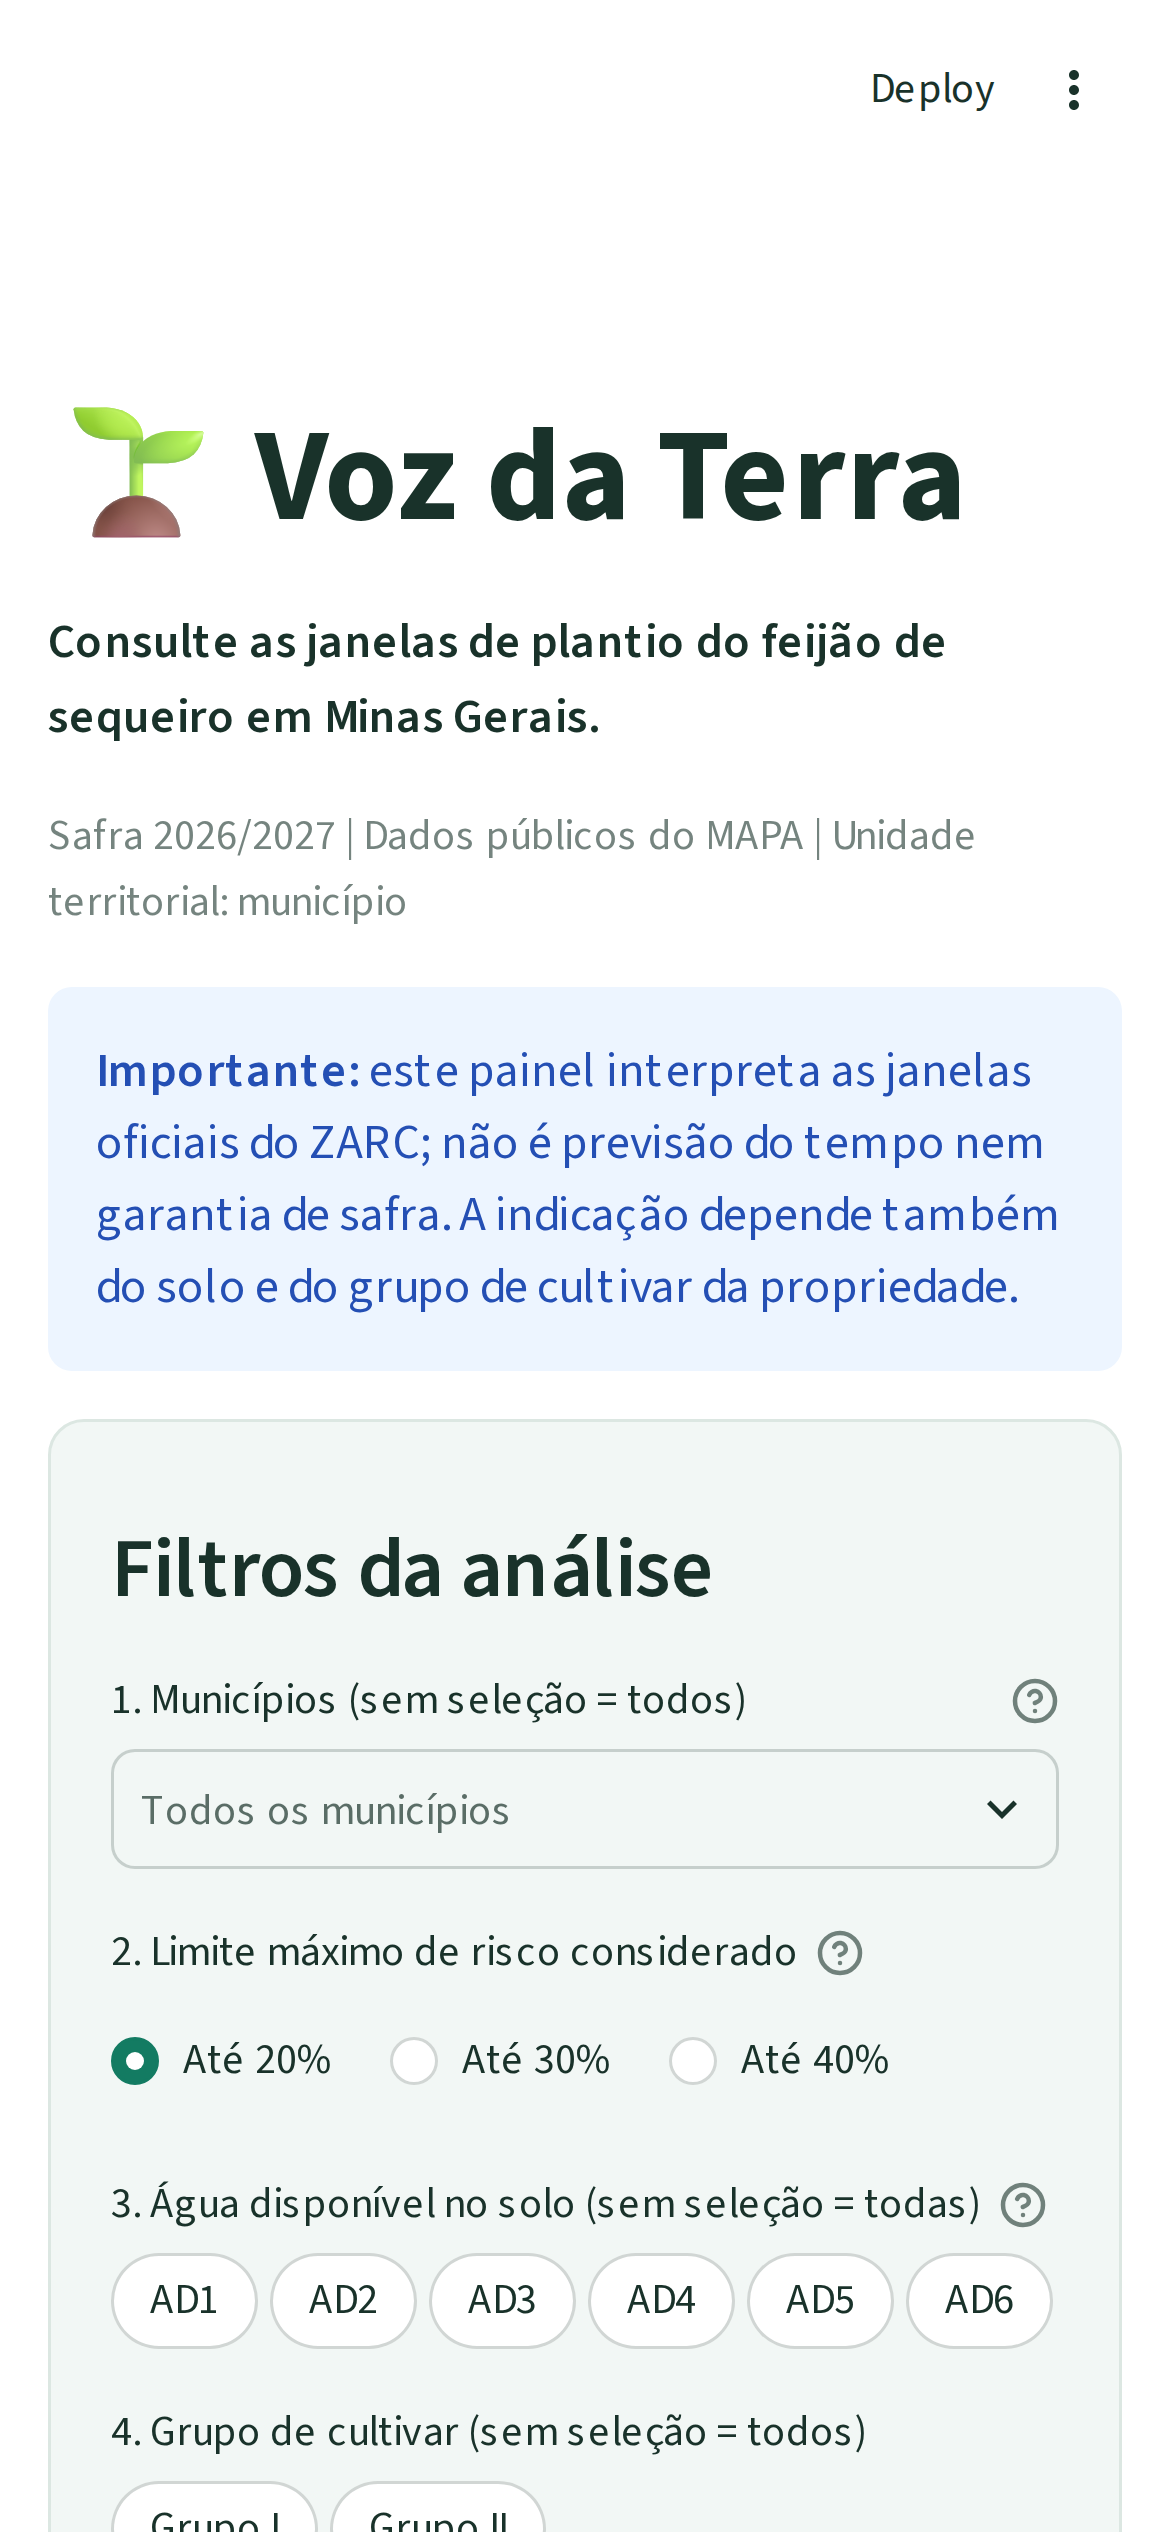 Deploy
Voz da Terra
Consulte as janelas de plantio do feijão de
sequeiro em Minas Gerais.
Safra 2026/2027 | Dados públicos do MAPA | Unidade
territorial: município
Importante: este painel interpreta as janelas
oficiais do ZARC; não é previsão do tempo nem
garantia de safra. A indicação depende também
do solo e do grupo de cultivar da propriedade.
Filtros da análise
1. Municípios (sem seleção = todos)
Todos os municípios
2. Limite máximo de risco considerado
Até 20% Até 30% Até 40%
3. Água disponível no solo (sem seleção = todas)
AD1 AD2 AD3 AD4 AD5 AD6
4. Grupo de cultivar (sem seleção = todos)
Grupo I Grupo II